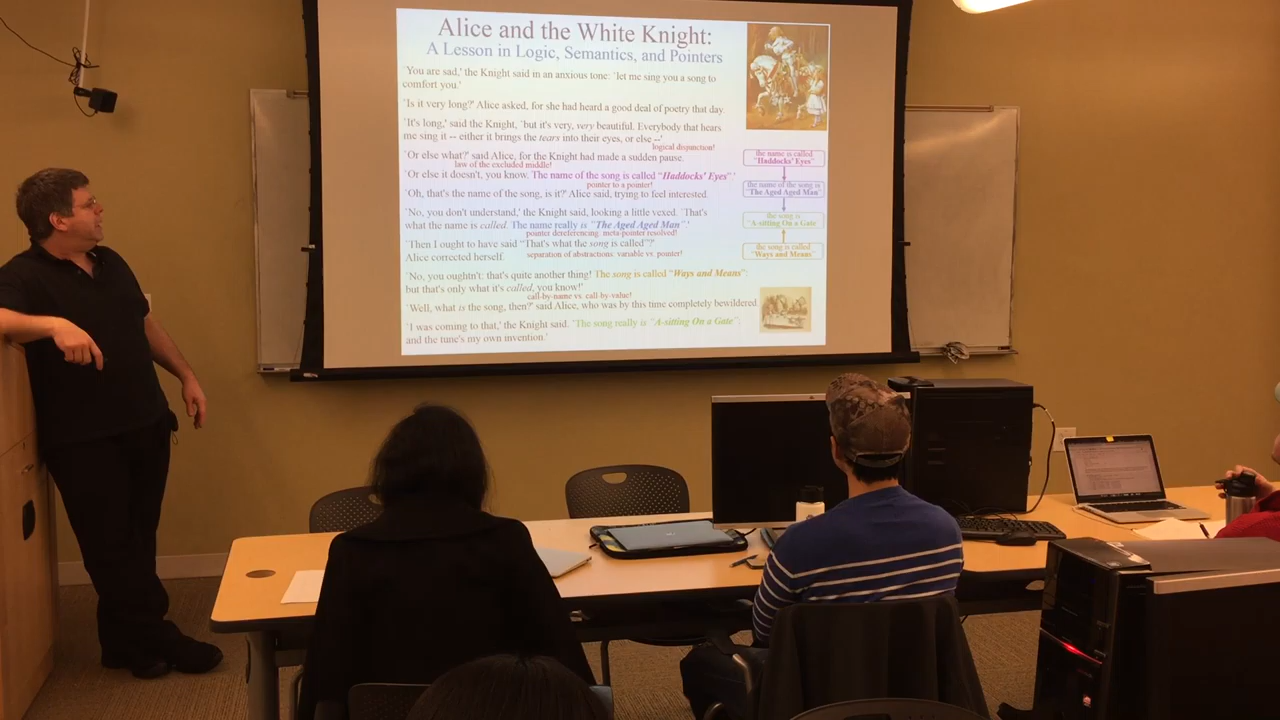 Alice and the White Knight:
A Lesson in Logic, Semantics, and Pointers
`You are sad,' the Knight said in an anxious tone: `let me sing you a song to
comfort you.'
`Is it very long?' Alice asked, for she had heard a good deal of poetry that day.
`It's long,' said the Knight, `but it's very, very beautiful. Everybody that hears
me sing it -- either it brings the tears into their eyes, or else --'
logical disjunction!
`Or else what?' said Alice, for the Knight had made a sudden pause.
law of the excluded middle!
`Or else it doesn't, you know. The name of the song is called "Haddocks' Eyes".'
pointer to a pointer!
`Oh, that's the name of the song, is it?' Alice said, trying to feel interested.
`No, you don't understand,' the Knight said, looking a little vexed. `That's
what the name is called. The name really is "The Aged Aged Man".'
pointer dereferencing: meta-pointer resolved!
`Then I ought to have said "That's what the song is called"?'
Alice corrected herself.
separation of abstractions: variable vs. pointer!
`No, you oughtn't: that's quite another thing! The song is called "Ways and Means":
but that's only what it's called, you know!'
call-by-name vs. call-by-value!
`Well, what is the song, then?' said Alice, who was by this time completely bewildered.
`I was coming to that,' the Knight said. `The song really is "A-sitting On a Gate":
and the tune's my own invention.'
the name is called
"Haddocks' Eyes"
the name of the song is
"The Aged Aged Man"
the song is
"A-sitting On a Gate
the song is called
"Ways and Means"